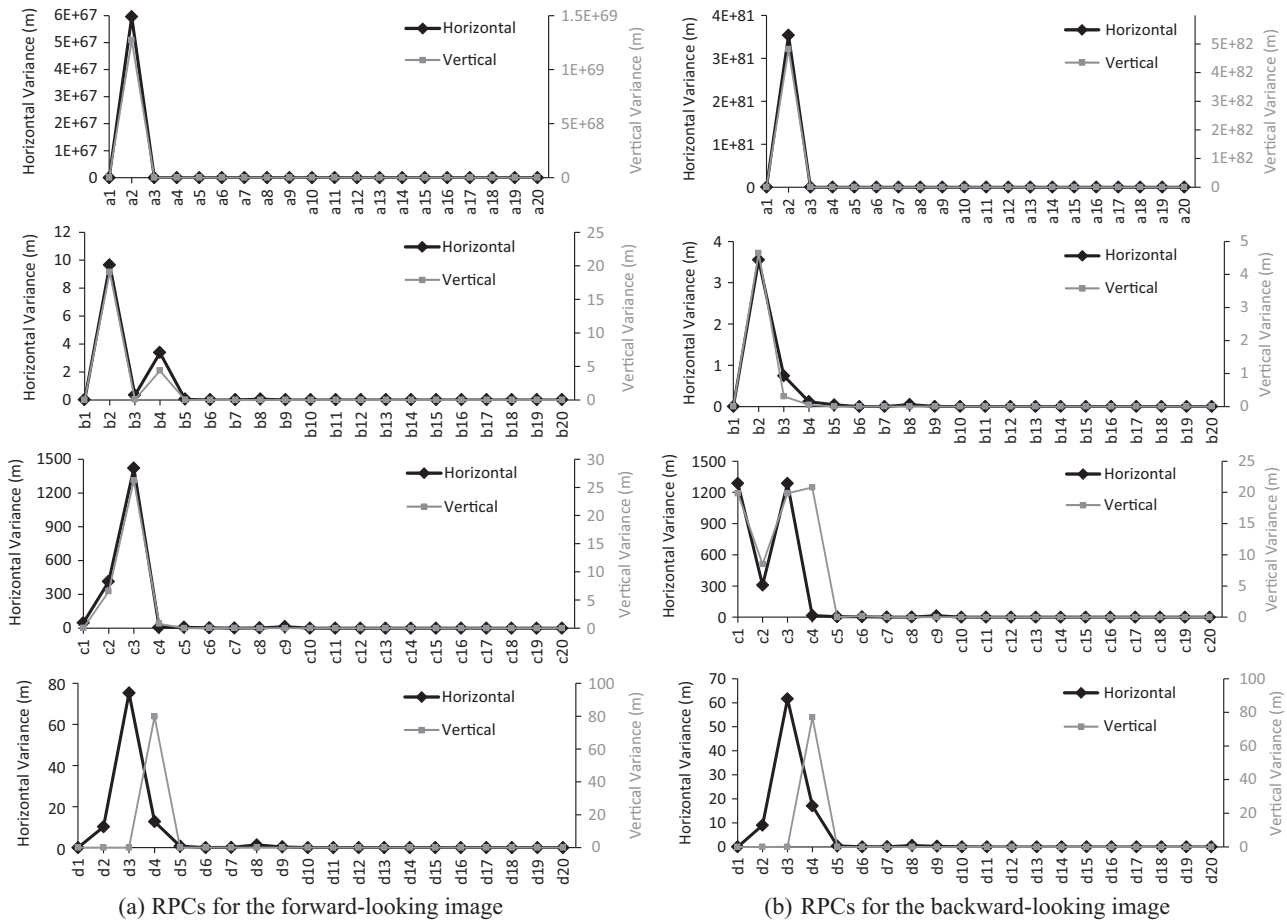 Horizontal Variance (m)
6E+67
5E+67
4E+67
3E+67
2E+67
1E+67
0
Horizontal
Vertical
1.5E+69
1E+69
5E+68
0
Vertical Variance (m)
a1 a2 a3 a4 a5 a6 a7 a8 a9 a10 a11 a12 a13 a14 a15 a16 a17 a18 a19 a20
Horizontal Variance (m)
4E+81
3E+81
2E+81
1E+81
0
Horizontal
Vertical
5E+82
4E+82
3E+82
2E+82
1E+82
0
Vertical Variance (m)
a1 a2 a3 a4 a5 a6 a7 a8 a9 a10 a11 a12 a13 a14 a15 a16 a17 a18 a19 a20
Horizontal Variance (m)
12
10
8
6
4
2
0
Horizontal
Vertical
25
20
15
10
5
0
Vertical Variance (m)
b1 b2 b3 b4 b5 b6 b7 b8 b9 b10 b11 b12 b13 b14 b15 b16 b17 b18 b19 b20
Horizontal Variance (m)
4
3
2
1
0
Horizontal
Vertical
5
4
3
2
1
0
Vertical Variance (m)
b1 b2 b3 b4 b5 b6 b7 b8 b9 b10 b11 b12 b13 b14 b15 b16 b17 b18 b19 b20
Horizontal Variance (m)
1500
1200
900
600
300
0
Horizontal
Vertical
30
25
20
15
10
5
0
Vertical Variance (m)
c1 c2 c3 c4 c5 c6 c7 c8 c9 c10 c11 c12 c13 c14 c15 c16 c17 c18 c19 c20
Horizontal Variance (m)
1500
1200
900
600
300
0
Horizontal
Vertical
25
20
15
10
5
0
Vertical Variance (m)
c1 c2 c3 c4 c5 c6 c7 c8 c9 c10 c11 c12 c13 c14 c15 c16 c17 c18 c19 c20
Horizontal Variance (m)
80
60
40
20
0
Horizontal
Vertical
100
80
60
40
20
0
Vertical Variance (m)
d1 d2 d3 d4 d5 d6 d7 d8 d9 d10 d11 d12 d13 d14 d15 d16 d17 d18 d19 d20
(a) RPCs for the forward-looking image
Horizontal Variance (m)
70
60
50
40
30
20
10
0
Horizontal
Vertical
100
80
60
40
20
0
Vertical Variance (m)
d1 d2 d3 d4 d5 d6 d7 d8 d9 d10 d11 d12 d13 d14 d15 d16 d17 d18 d19 d20
(b) RPCs for the backward-looking image